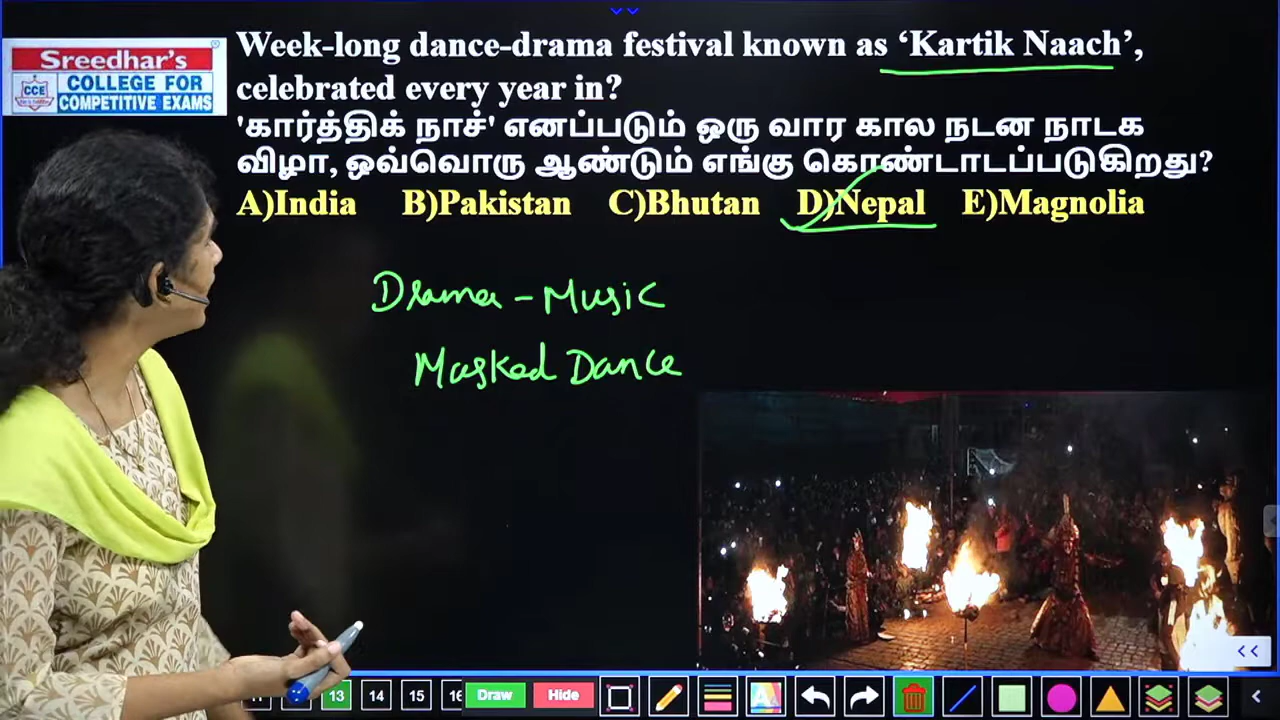 Sreedhar's
CCE
COLLEGE FOR
COMPETITIVE EXAMS
Week-long dance-drama festival known as ‘Kartik Naach’,
celebrated every year in?
'கார்த்திக் நாச்' எனப்படும் ஒரு வார கால நடன நாடக
விழா, ஒவ்வொரு ஆண்டும் எங்கு கொண்டாடப்படுகிறது?
A)India B)Pakistan C)Bhutan D)Nepal E)Magnolia
Drama - Music
Masked Dance
13 14 15 16 Draw Hide
<<